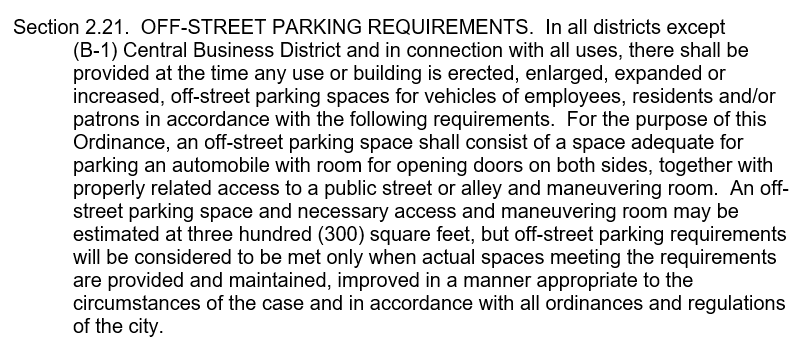 Section 2.21.  OFF-STREET PARKING REQUIREMENTS.  In all districts except
(B-1) Central Business District and in connection with all uses, there shall be
provided at the time any use or building is erected, enlarged, expanded or
increased, off-street parking spaces for vehicles of employees, residents and/or
patrons in accordance with the following requirements.  For the purpose of this
Ordinance, an off-street parking space shall consist of a space adequate for
parking an automobile with room for opening doors on both sides, together with
properly related access to a public street or alley and maneuvering room.  An off-
street parking space and necessary access and maneuvering room may be
estimated at three hundred (300) square feet, but off-street parking requirements
will be considered to be met only when actual spaces meeting the requirements
are provided and maintained, improved in a manner appropriate to the
circumstances of the case and in accordance with all ordinances and regulations
of the city.